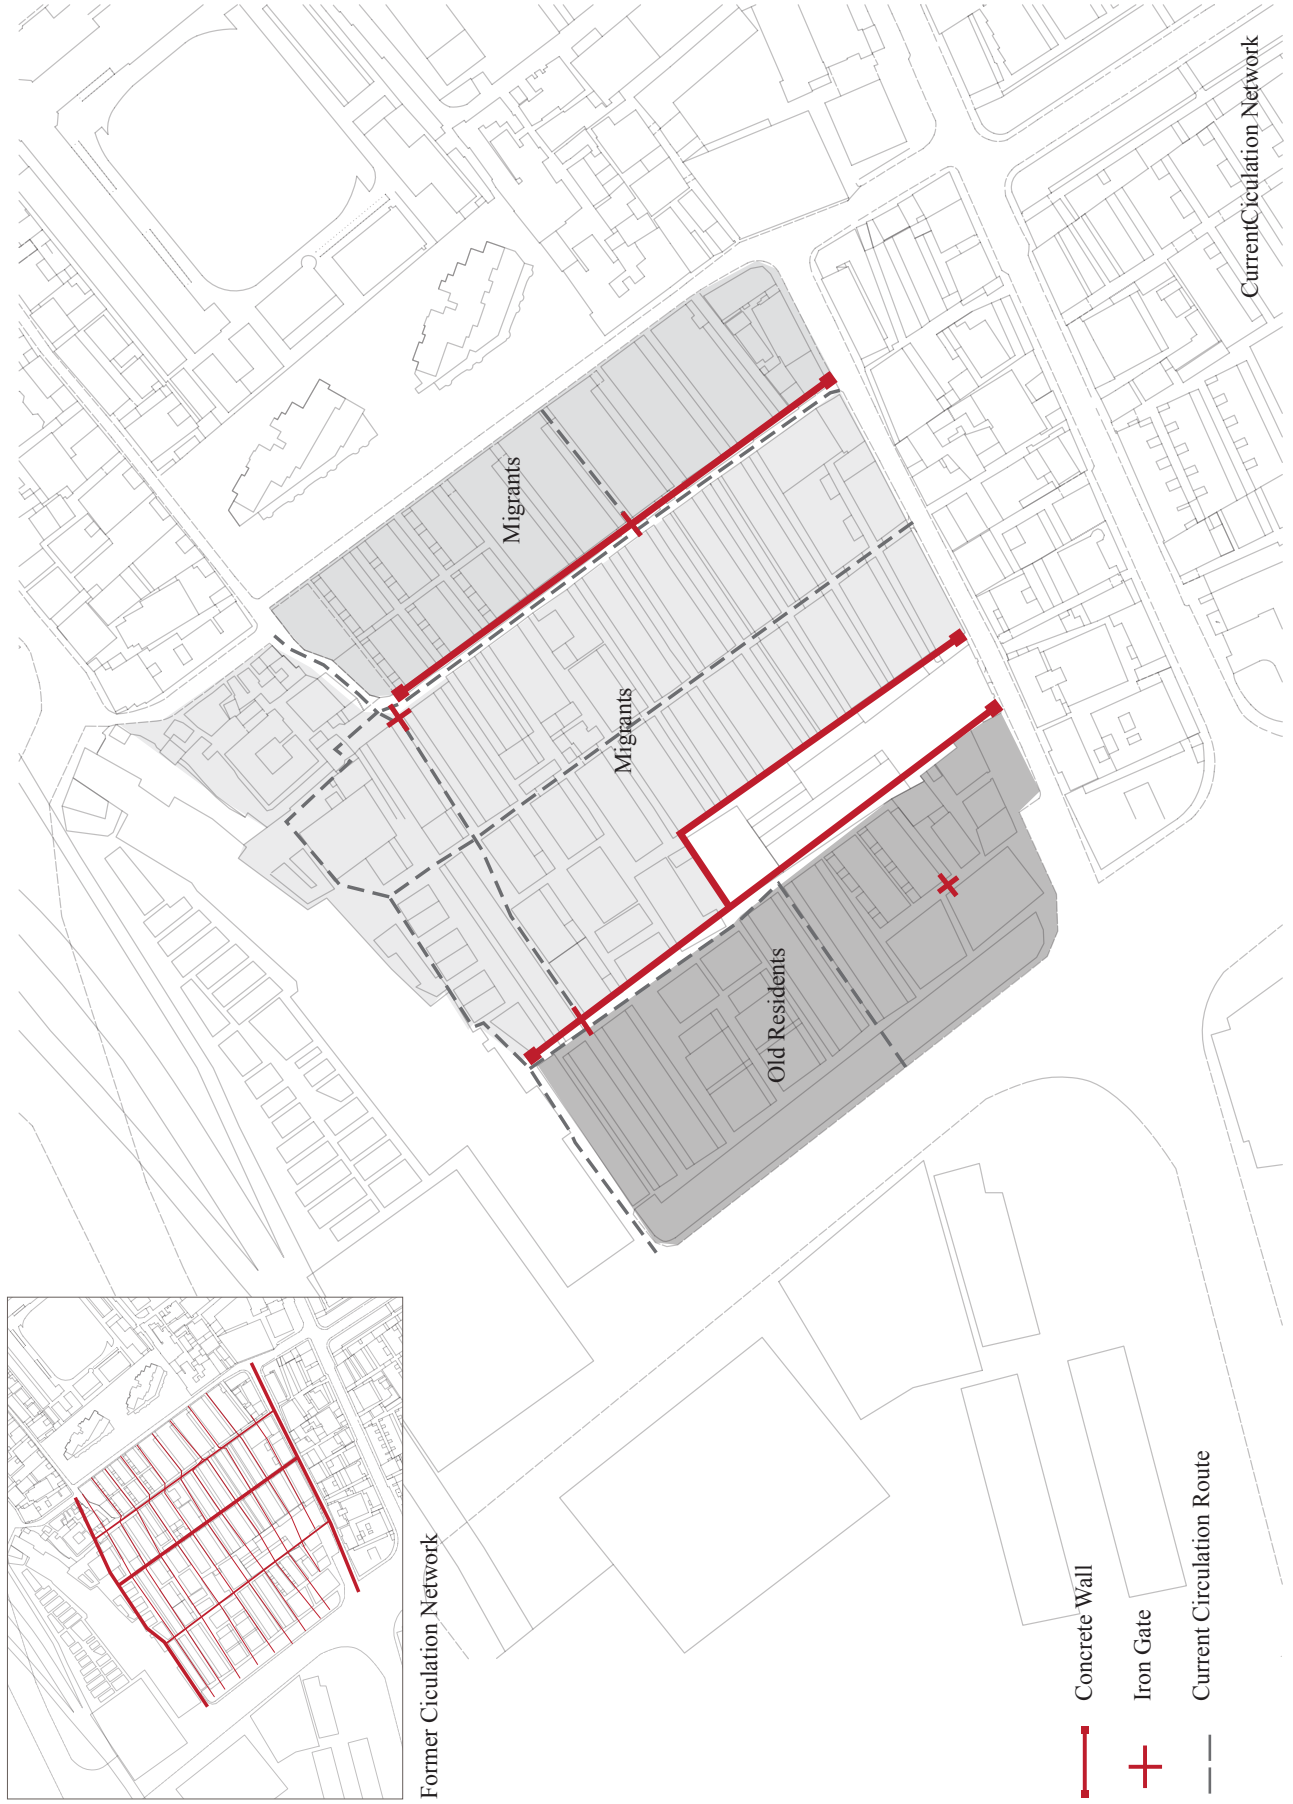 Former Ciculation Network
Concrete Wall
Iron Gate
Current Circulation Route
Old Residents
Migrants
Migrants
CurrentCiculation Network